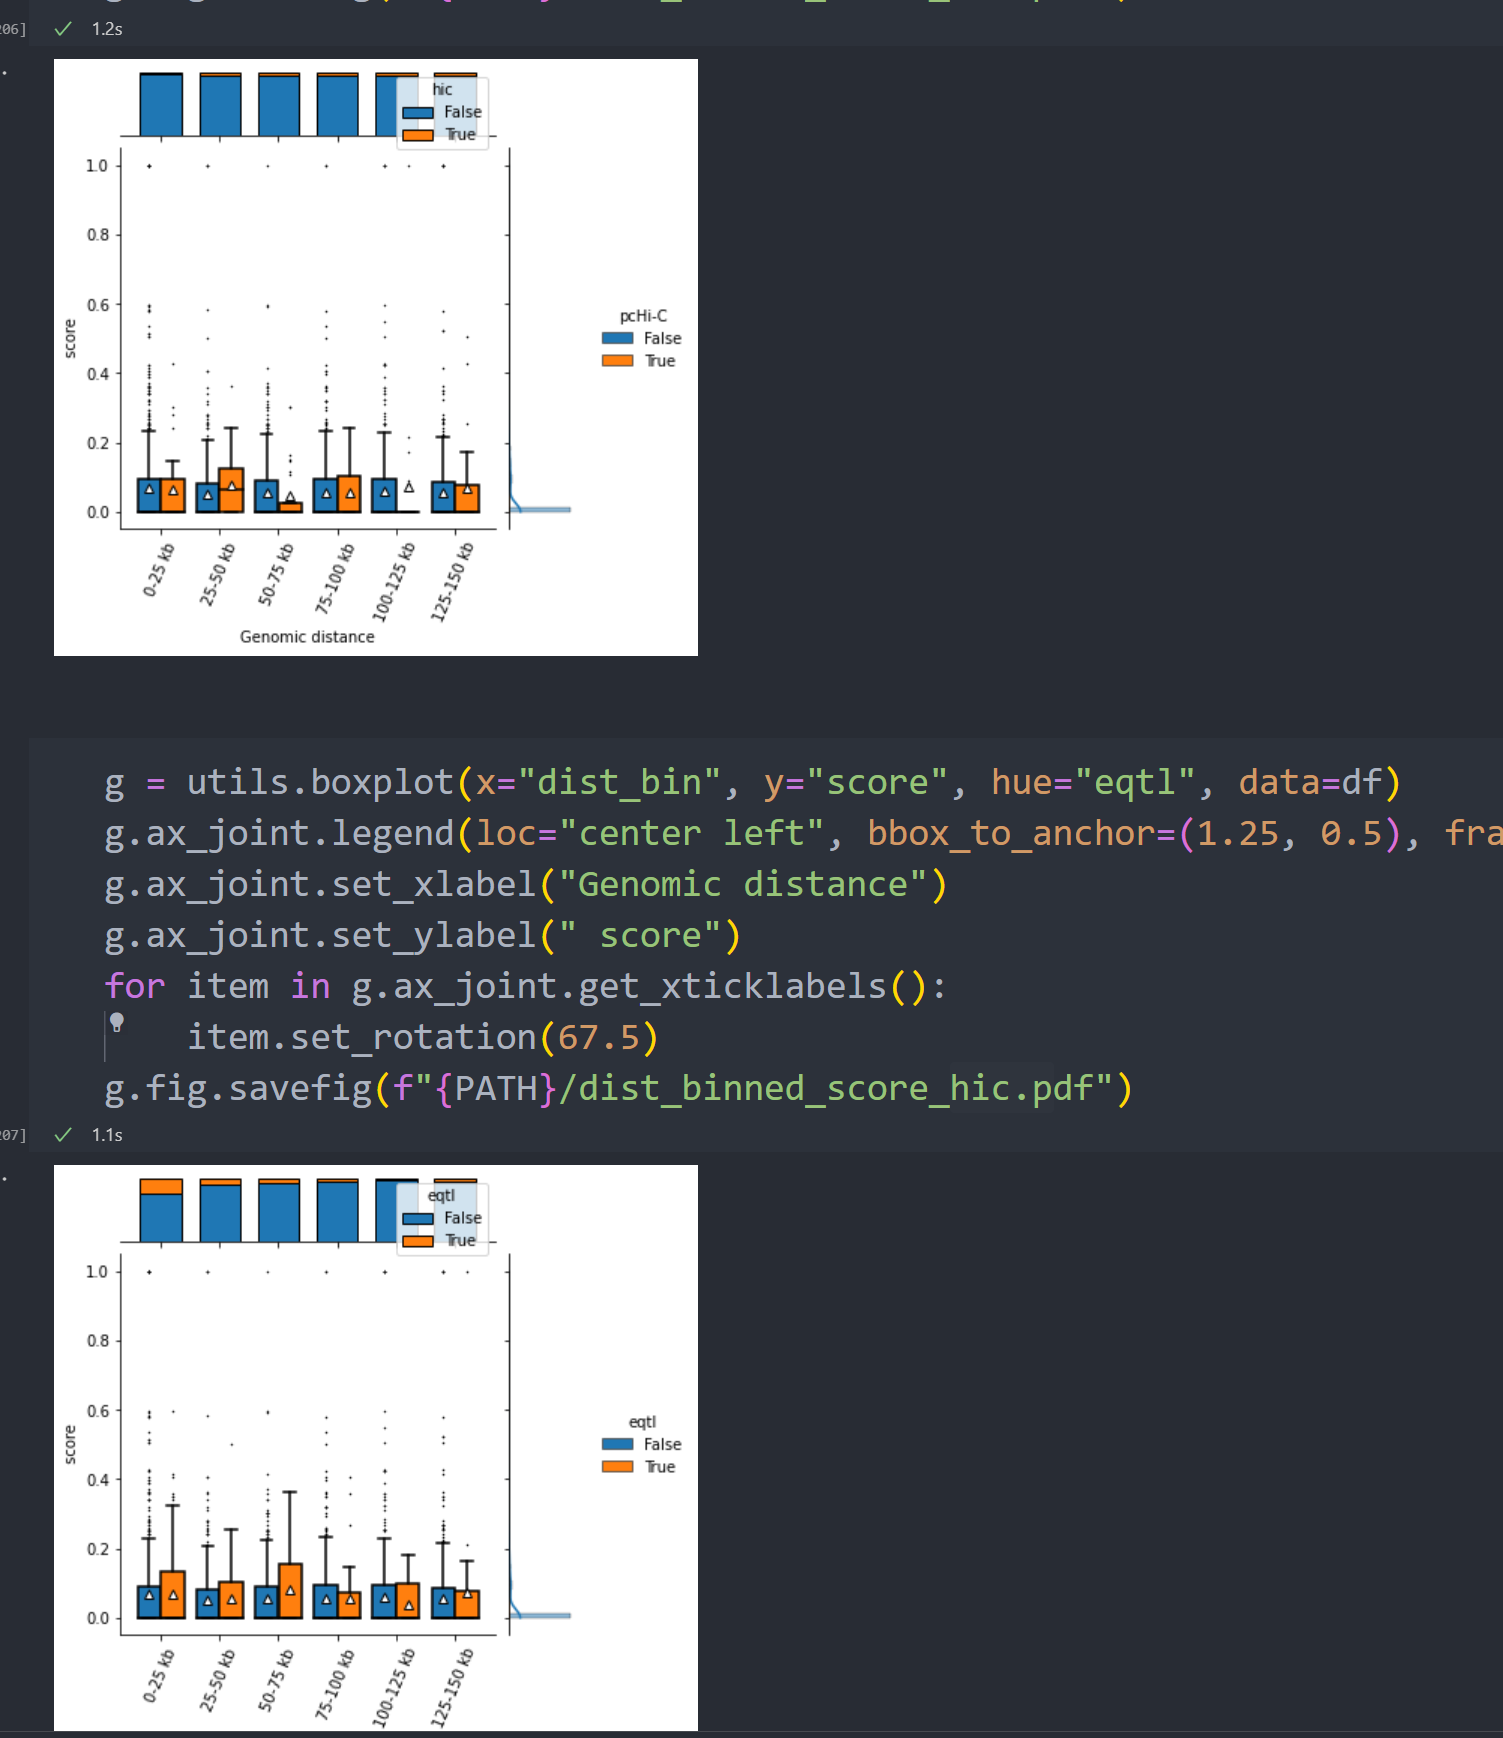 206]
1.2s
hic
False
True
1.0
0.8
0.6
0.4
0.2
0.0
score
pcHi-C
False
True
0-25 kb
25-50 kb
50-75 kb
75-100 kb
100-125 kb
125-150 kb
Genomic distance
g = utils.boxplot(x="dist_bin", y="score", hue="eqtl", data=df)
g.ax_joint.legend(loc="center left", bbox_to_anchor=(1.25, 0.5), fra
g.ax_joint.set_xlabel("Genomic distance")
g.ax_joint.set_ylabel(" score")
for item in g.ax_joint.get_xticklabels():
    item.set_rotation(67.5)
g.fig.savefig(f"{PATH}/dist_binned_score_hic.pdf")
207]
1.1s
eqtl
False
True
1.0
0.8
0.6
0.4
0.2
0.0
score
eqtl
False
True
0-25 kb
25-50 kb
50-75 kb
75-100 kb
100-125 kb
125-150 kb